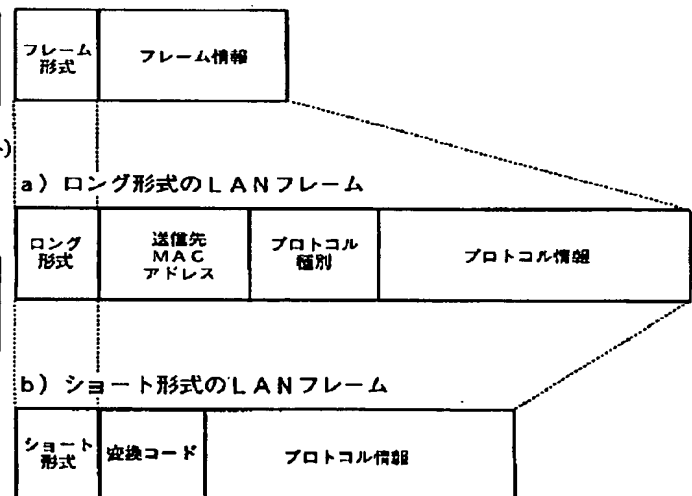 フレーム
形式
フレーム情報
)
a) ロング形式のLANフレーム
ロング
形式
送信先
MAC
アドレス
プロトコル
種別
プロトコル情報
b) ショート形式のLANフレーム
ショート
形式
変換コード
プロトコル情報